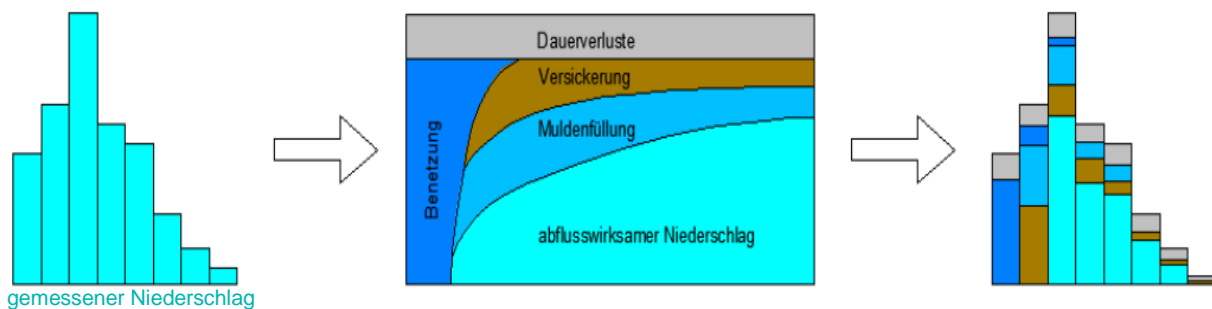 Dauerverluste
Versickerung
Muldenfüllung
Benetzung
abflusswirksamer Niederschlag
gemessener Niederschlag